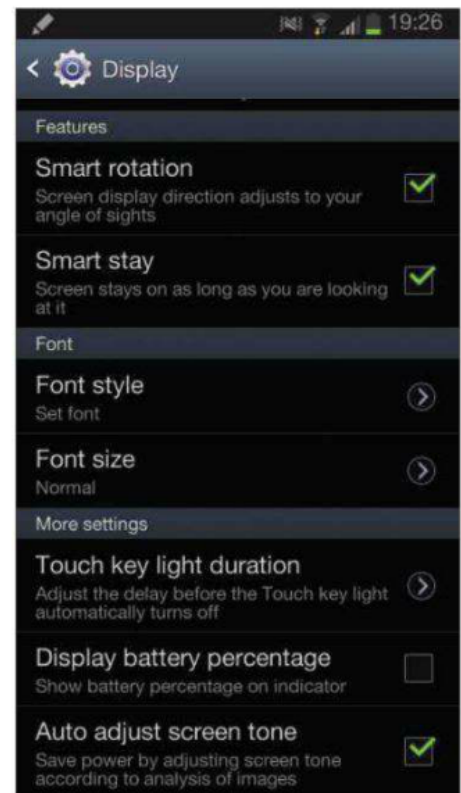 19:26
Display
Features
Smart rotation
Screen display direction adjusts to your
angle of sights
Smart stay
Screen stays on as long as you are looking
at it
Font
Font style
Set font
Font size
Normal
More settings
Touch key light duration
Adjust the delay before the Touch key light
automatically turns off
Display battery percentage
Show battery percentage on indicator
Auto adjust screen tone
Save power by adjusting screen tone
according to analysis of images